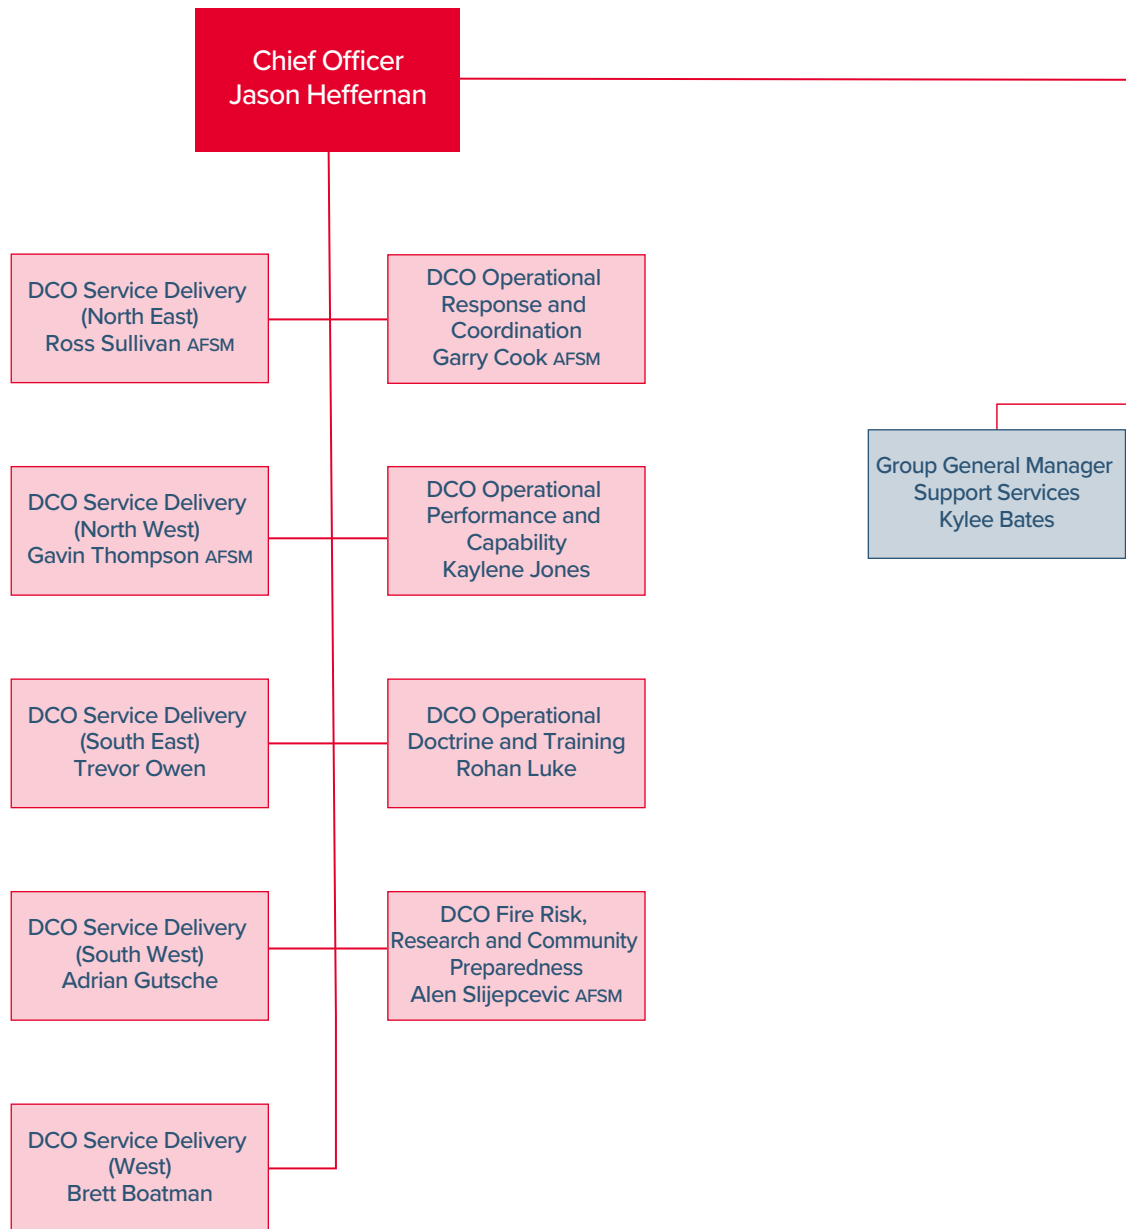 Chief Officer
Jason Heffernan
DCO Service Delivery
(North East)
Ross Sullivan AFSM
DCO Operational
Response and
Coordination
Garry Cook AFSM
Group General Manager
Support Services
Kylee Bates
DCO Service Delivery
(North West)
Gavin Thompson AFSM
DCO Operational
Performance and
Capability
Kaylene Jones
DCO Service Delivery
(South East)
Trevor Owen
DCO Operational
Doctrine and Training
Rohan Luke
DCO Service Delivery
(South West)
Adrian Gutsche
DCO Fire Risk,
Research and Community
Preparedness
Alen Slijepcevic AFSM
DCO Service Delivery
(West)
Brett Boatman